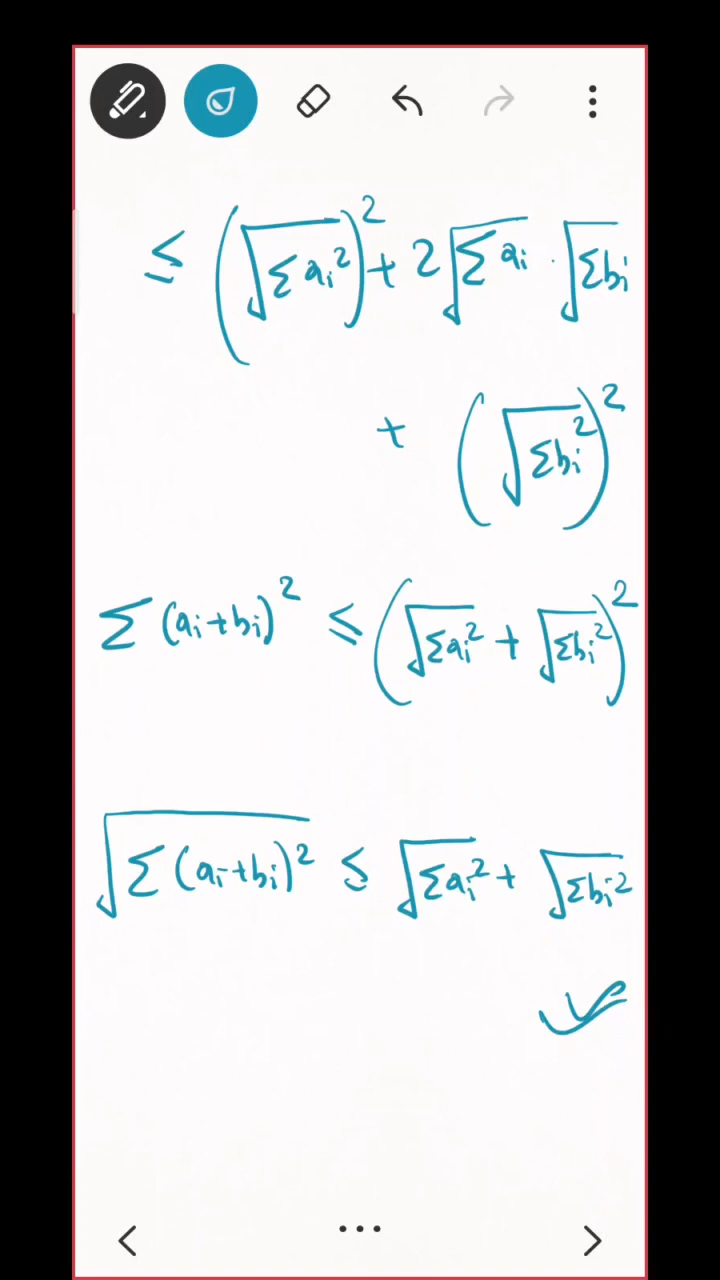 ≤ (√Σaᵢ²)² + 2√Σaᵢ · √Σbᵢ
+ (√Σbᵢ²)²
Σ(aᵢ+bᵢ)² ≤ (√Σaᵢ² + √Σbᵢ²)²
√Σ(aᵢ+bᵢ)² ≤ √Σaᵢ² + √Σbᵢ²